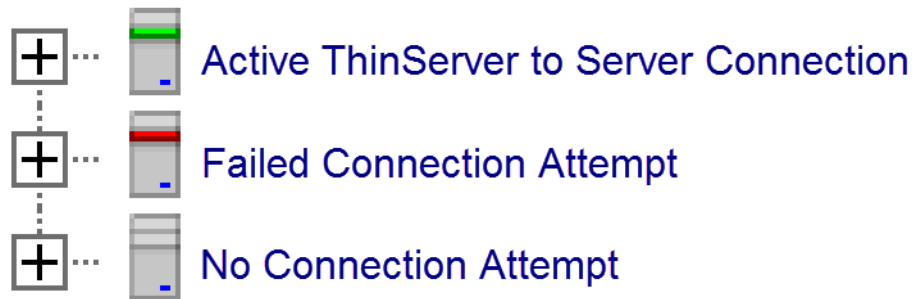 Active ThinServer to Server Connection
Failed Connection Attempt
No Connection Attempt